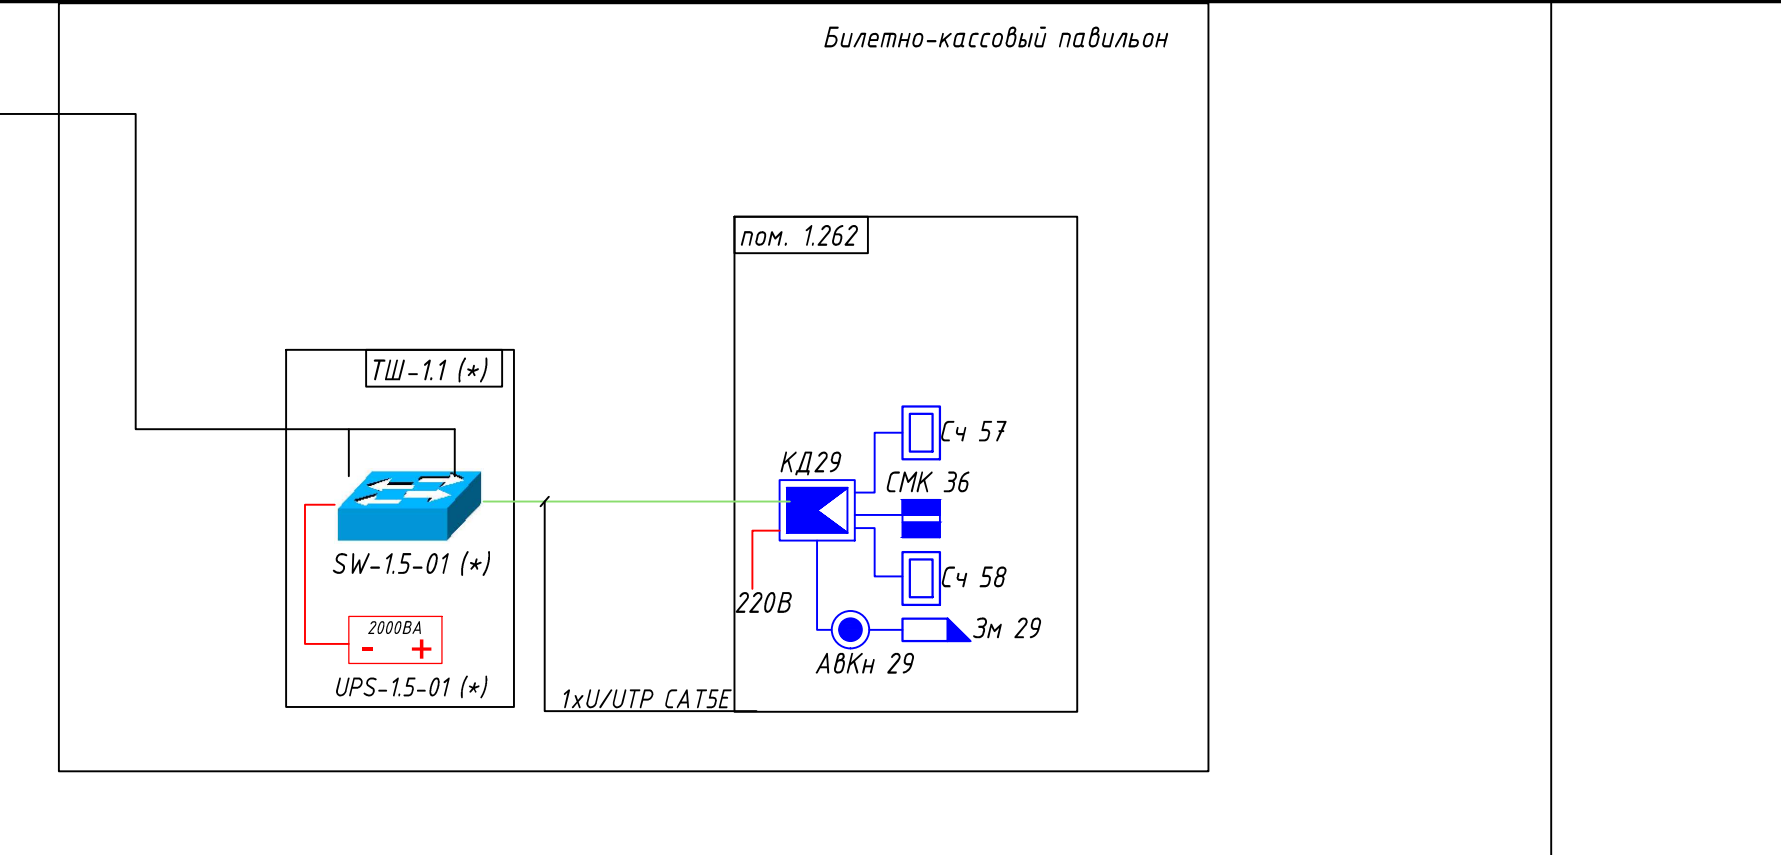 Билетно-кассовый павильон
пом. 1.262
ТШ-1.1 (*)
Сч 57
КД29
СМК 36
SW-1.5-01 (*)
Сч 58
220В
2000ВА
- +
Зм 29
АвКн 29
UPS-1.5-01 (*)
1xU/UTP CAT5E